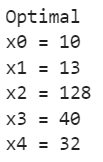 Optimal
x0 = 10
x1 = 13
x2 = 128
x3 = 40
x4 = 32